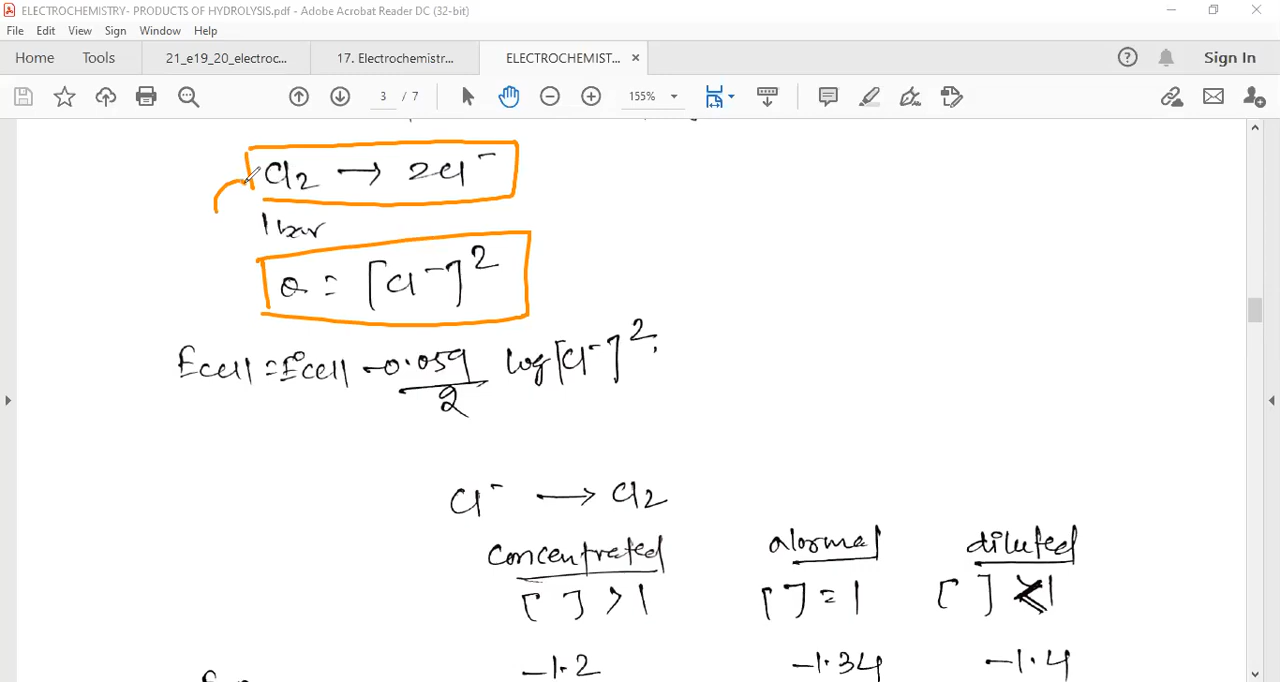 ELECTROCHEMISTRY- PRODUCTS OF HYDROLYSIS.pdf - Adobe Acrobat Reader DC (32-bit)
File Edit View Sign Window Help
Home Tools 21_e19_20_electroc... 17. Electrochemistr... ELECTROCHEMIST... ×
? Sign In
3 / 7 155%
Cl2 → 2Cl⁻
1 bar
Q = [Cl⁻]²
Ecell = E°cell - 0.059/2 log[Cl⁻]²
Cl⁻ → Cl2
concentrated normal diluted
[ ] > 1 [ ] = 1 [ ] < 1
-1.2 -1.34 -1.4